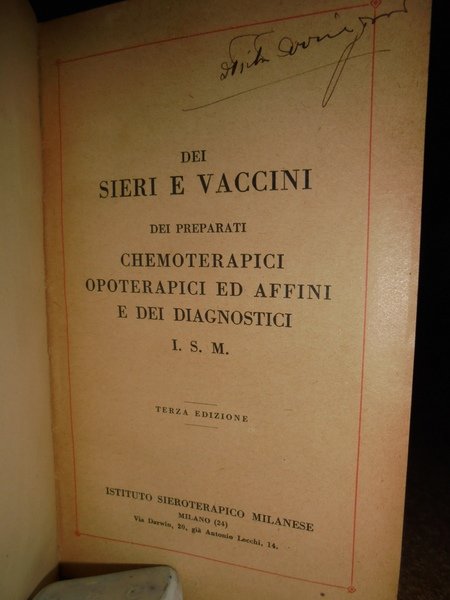 DEI
SIERI E VACCINI
DEI PREPARATI
CHEMOTERAPICI
OPOTERAPICI ED AFFINI
E DEI DIAGNOSTICI
I. S. M.
TERZA EDIZIONE
ISTITUTO SIEROTERAPICO MILANESE
MILANO (24)
Via Darwin, 20, già Antonio Lecchi, 14.